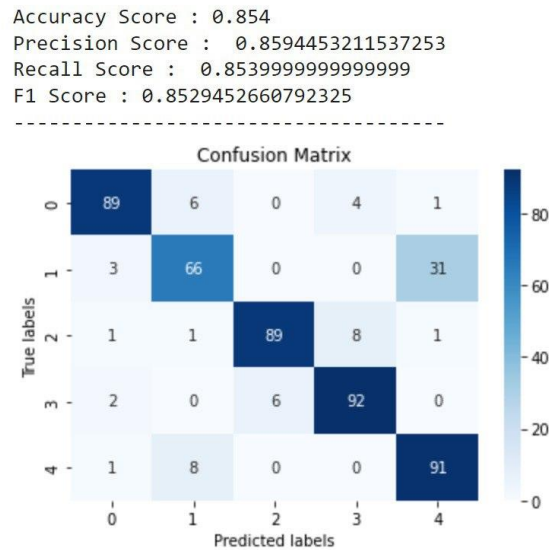 Accuracy Score : 0.854
Precision Score :  0.8594453211537253
Recall Score :  0.8539999999999999
F1 Score : 0.8529452660792325
-------------------------------------
Confusion Matrix
0 89 6 0 4 1
1 3 66 0 0 31
2 1 1 89 8 1
3 2 0 6 92 0
4 1 8 0 0 91
0 1 2 3 4
True labels
Predicted labels
80
60
40
20
0